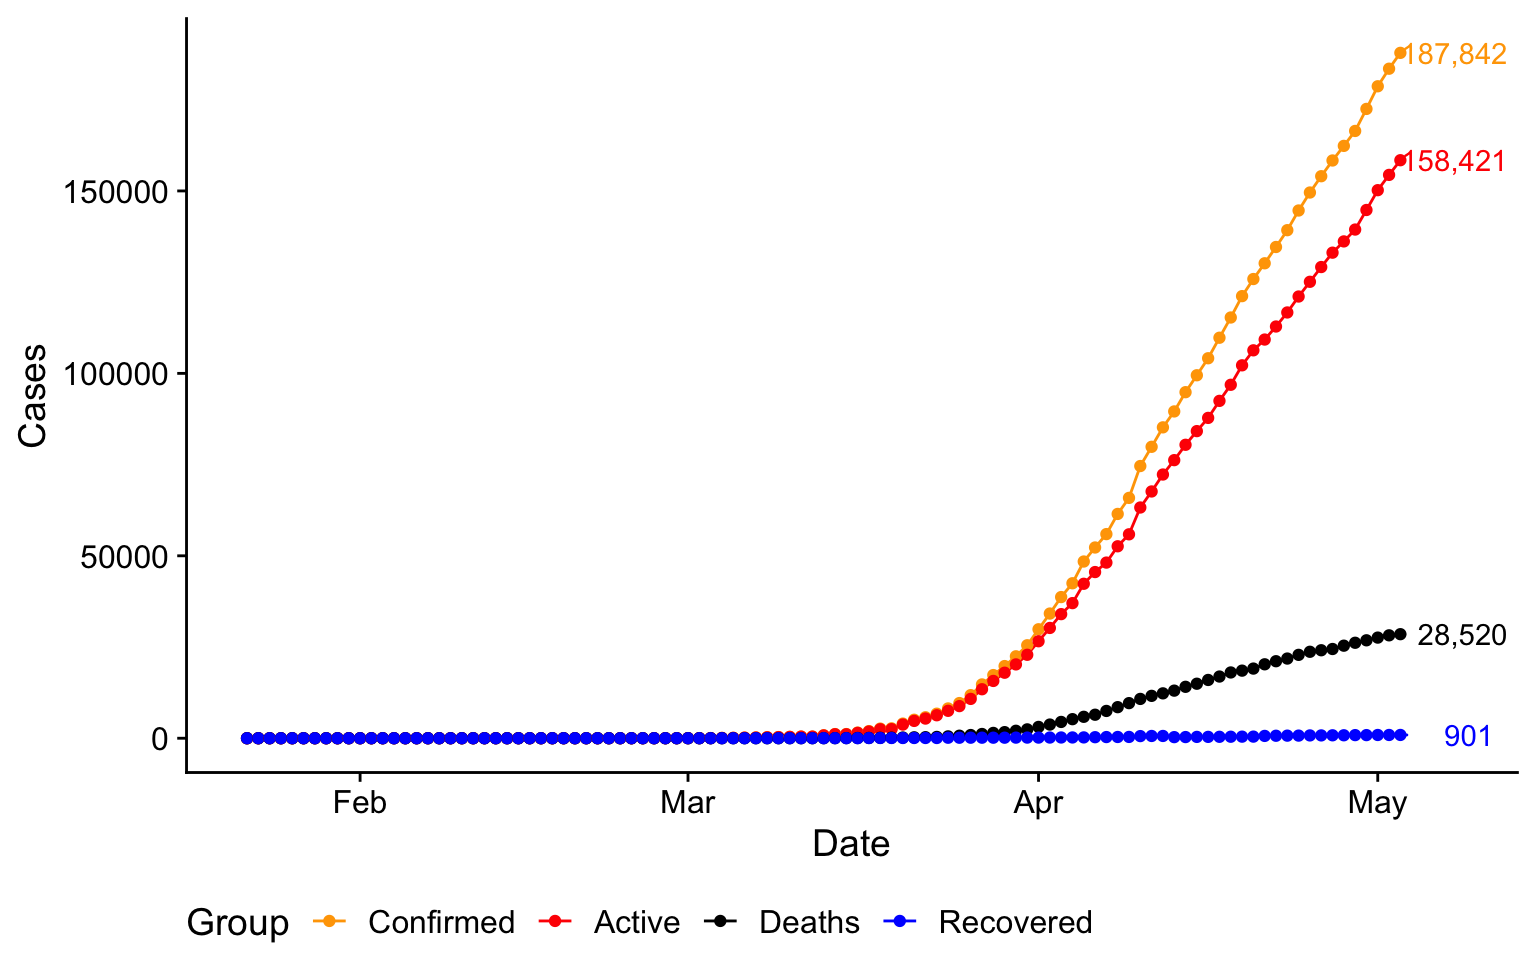 187,842
158,421
150000
100000
50000
0
Cases
28,520
901
Feb Mar Apr May
Date
Group Confirmed Active Deaths Recovered